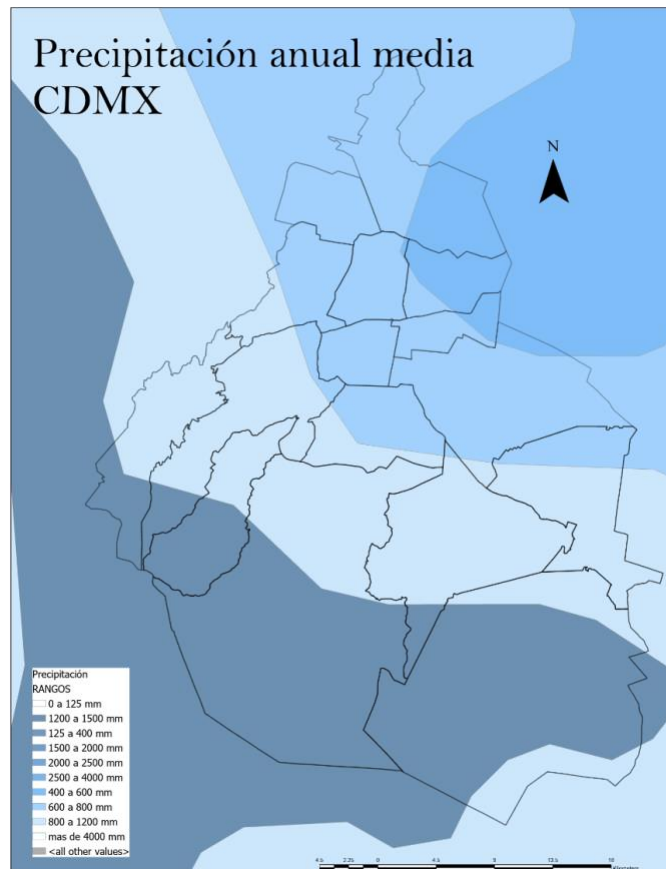 Precipitación anual media
CDMX
N
Precipitación
RANGOS
0 a 125 mm
1200 a 1500 mm
125 a 400 mm
1500 a 2000 mm
2000 a 2500 mm
2500 a 4000 mm
400 a 600 mm
600 a 800 mm
800 a 1200 mm
mas de 4000 mm
<all other values>